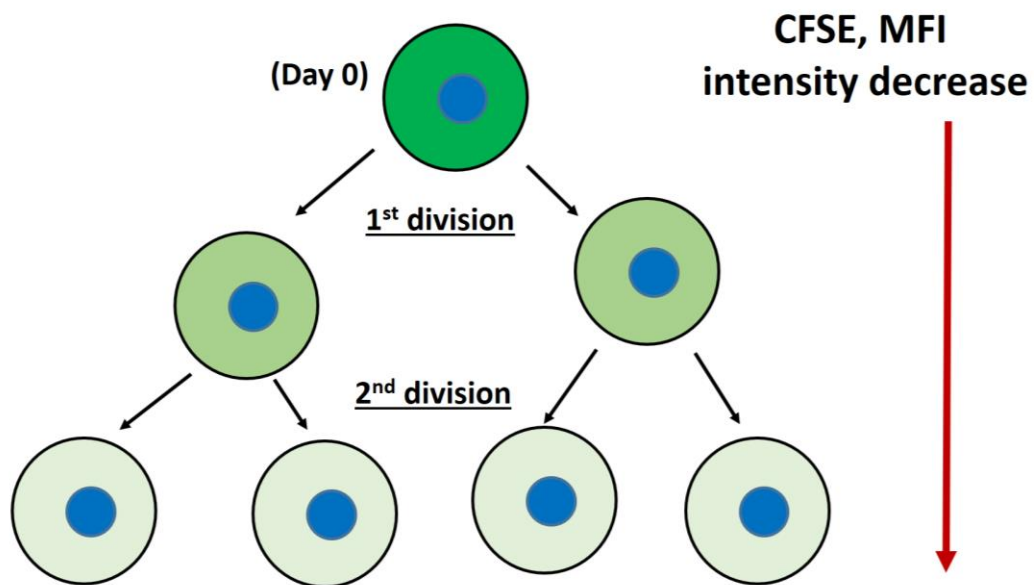 CFSE, MFI
intensity decrease
(Day 0)
1st division
2nd division